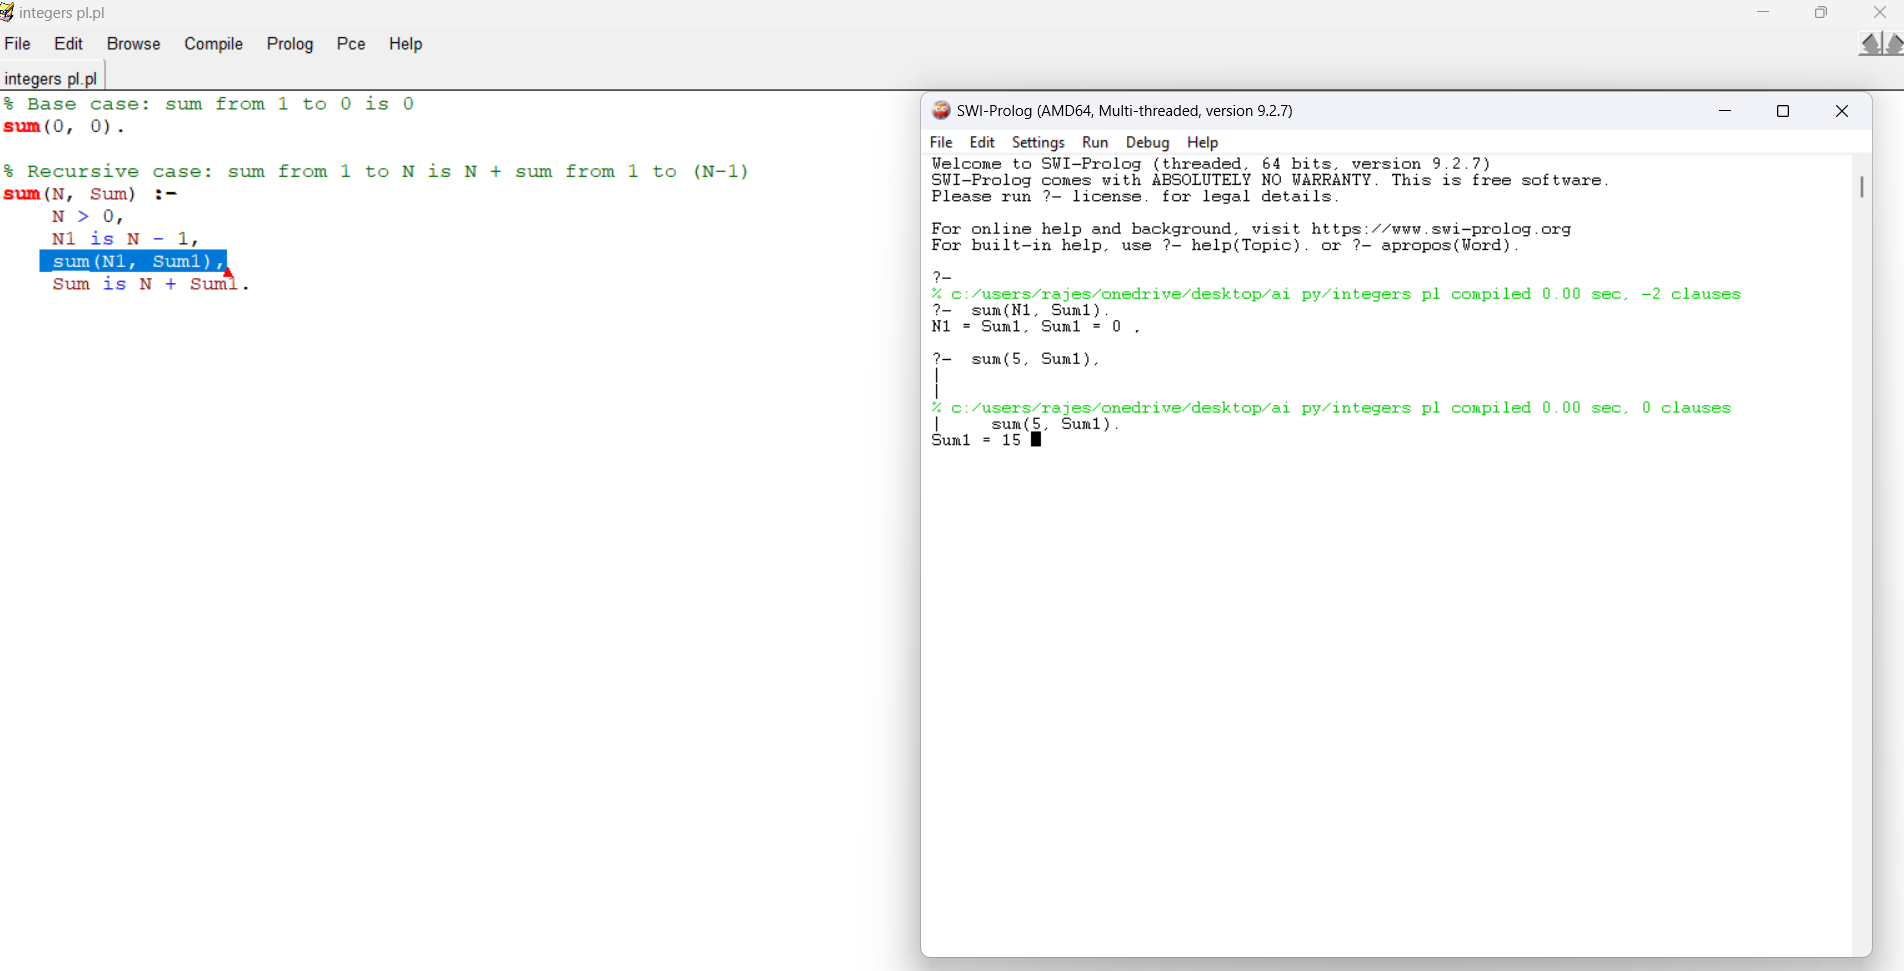 integers pl.pl
File Edit Browse Compile Prolog Pce Help
integers pl.pl
% Base case: sum from 1 to 0 is 0
sum(0, 0).
% Recursive case: sum from 1 to N is N + sum from 1 to (N-1)
sum(N, Sum) :-
    N > 0,
    N1 is N - 1,
    sum(N1, Sum1),
    Sum is N + Sum1.
SWI-Prolog (AMD64, Multi-threaded, version 9.2.7)
File Edit Settings Run Debug Help
Welcome to SWI-Prolog (threaded, 64 bits, version 9.2.7)
SWI-Prolog comes with ABSOLUTELY NO WARRANTY. This is free software.
Please run ?- license. for legal details.
For online help and background, visit https://www.swi-prolog.org
For built-in help, use ?- help(Topic). or ?- apropos(Word).
?-
% c:/users/rajes/onedrive/desktop/ai py/integers pl compiled 0.00 sec, -2 clauses
?-  sum(N1, Sum1).
N1 = Sum1, Sum1 = 0 .
?-  sum(5, Sum1),
|
|
% c:/users/rajes/onedrive/desktop/ai py/integers pl compiled 0.00 sec, 0 clauses
|     sum(5, Sum1).
Sum1 = 15